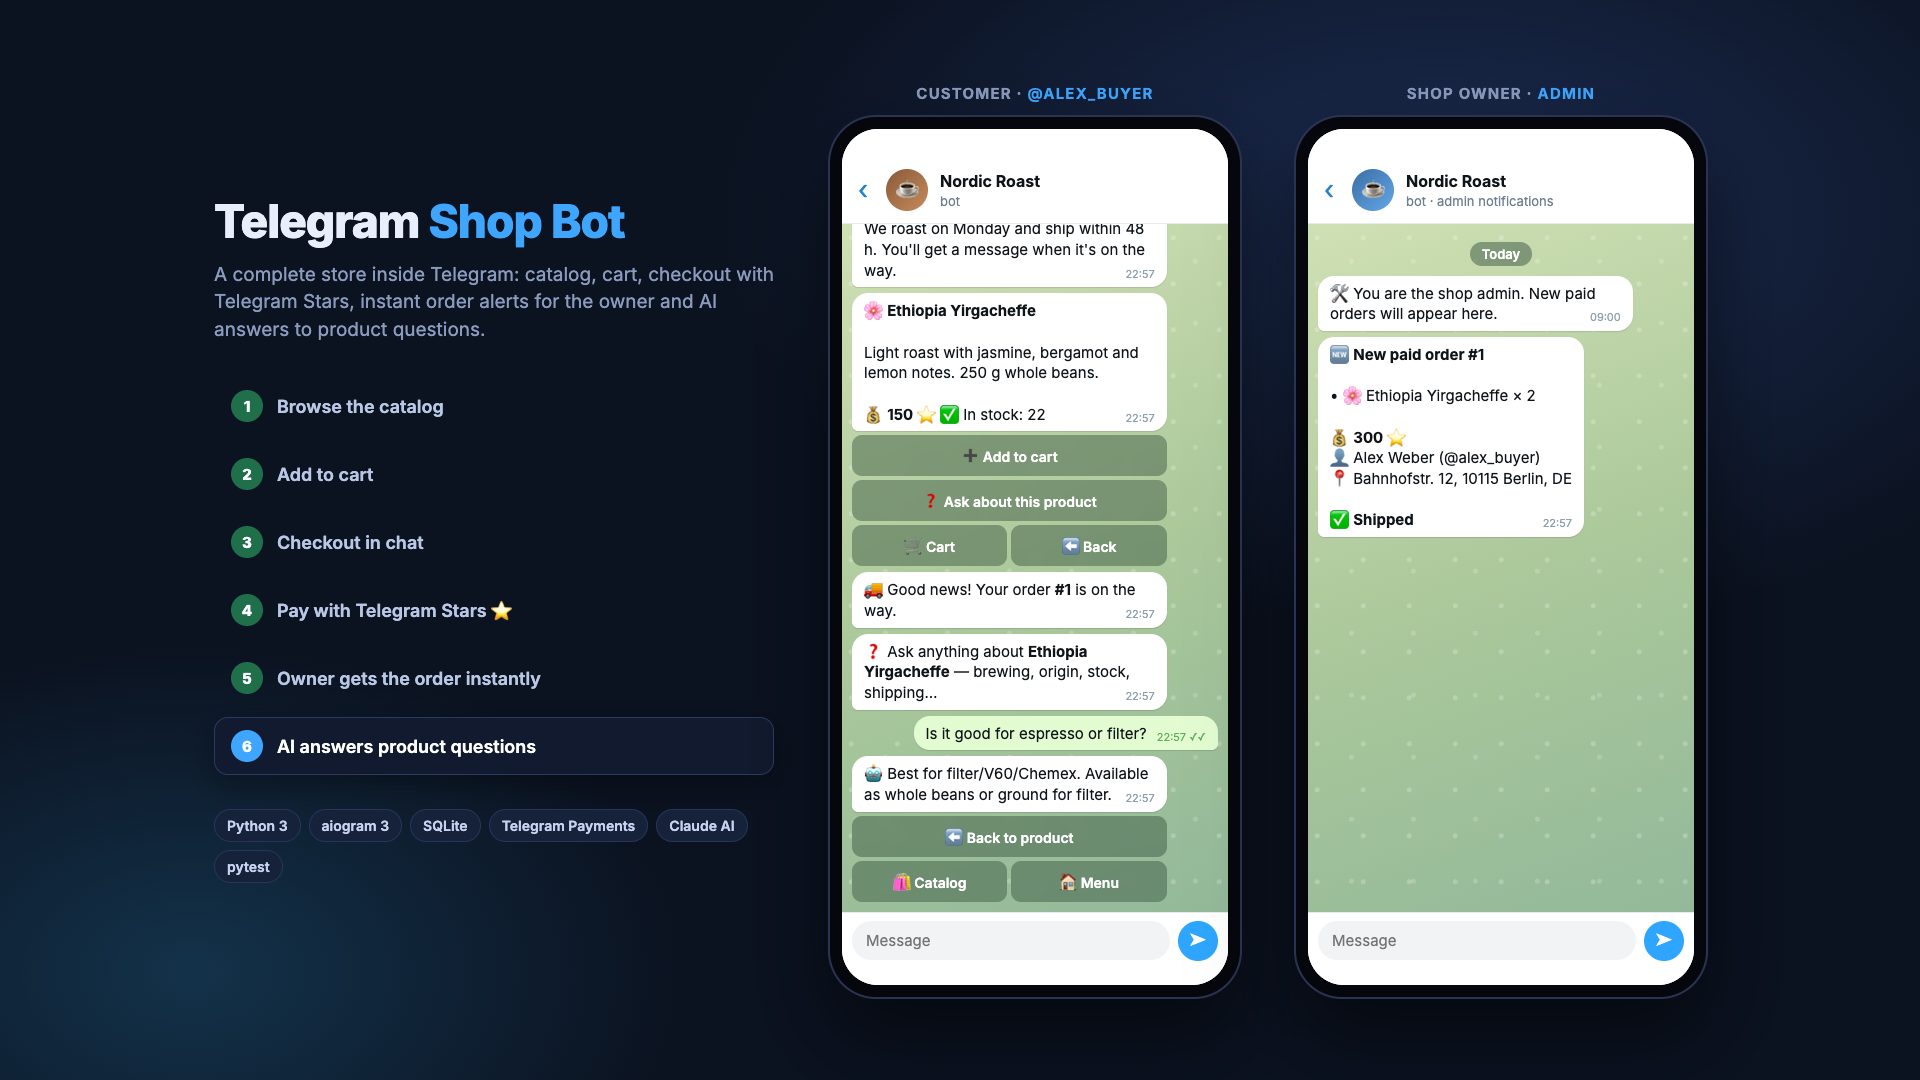 Telegram Shop Bot
A complete store inside Telegram: catalog, cart, checkout with
Telegram Stars, instant order alerts for the owner and AI
answers to product questions.
1 Browse the catalog
2 Add to cart
3 Checkout in chat
4 Pay with Telegram Stars ⭐
5 Owner gets the order instantly
6 AI answers product questions
Python 3 aiogram 3 SQLite Telegram Payments Claude AI
pytest
CUSTOMER · @ALEX_BUYER
Nordic Roast
bot
We roast on Monday and ship within 48
h. You'll get a message when it's on the
way. 22:57
🌸 Ethiopia Yirgacheffe
Light roast with jasmine, bergamot and
lemon notes. 250 g whole beans.
💰 150 ⭐ ✅ In stock: 22 22:57
➕ Add to cart
❓ Ask about this product
🛒 Cart ⬅️ Back
🚚 Good news! Your order #1 is on the
way. 22:57
❓ Ask anything about Ethiopia
Yirgacheffe — brewing, origin, stock,
shipping... 22:57
Is it good for espresso or filter? 22:57 ✓✓
🤖 Best for filter/V60/Chemex. Available
as whole beans or ground for filter. 22:57
⬅️ Back to product
🛍️ Catalog 🏠 Menu
Message
SHOP OWNER · ADMIN
Nordic Roast
bot · admin notifications
Today
🛠️ You are the shop admin. New paid
orders will appear here. 09:00
🆕 New paid order #1
• 🌸 Ethiopia Yirgacheffe × 2
💰 300 ⭐
👤 Alex Weber (@alex_buyer)
📍 Bahnhofstr. 12, 10115 Berlin, DE
✅ Shipped 22:57
Message